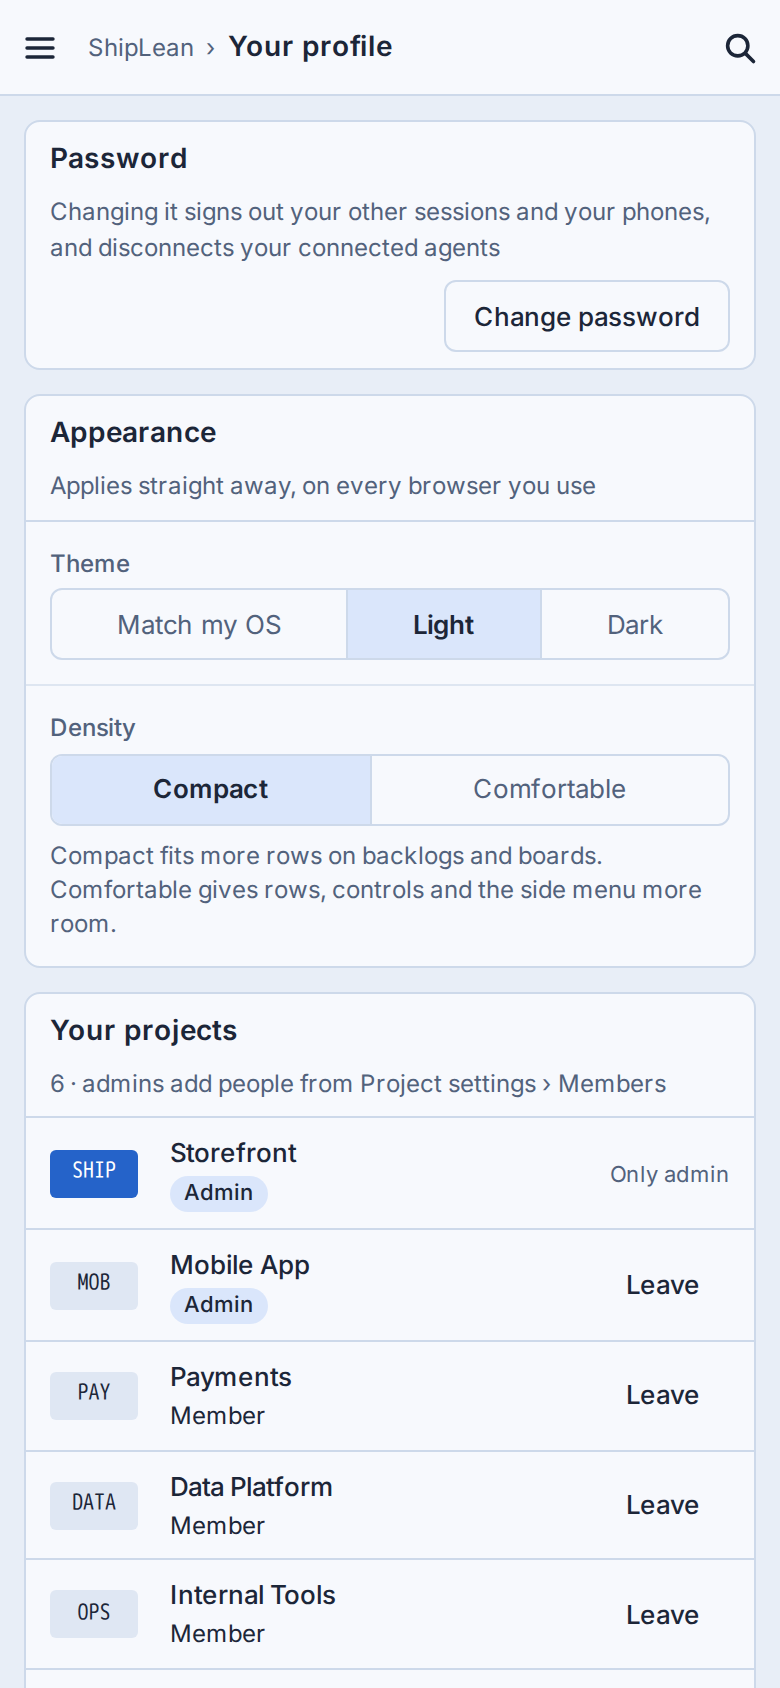 ShipLean › Your profile
Password
Changing it signs out your other sessions and your phones,
and disconnects your connected agents
Change password
Appearance
Applies straight away, on every browser you use
Theme
Match my OS Light Dark
Density
Compact Comfortable
Compact fits more rows on backlogs and boards.
Comfortable gives rows, controls and the side menu more
room.
Your projects
6 · admins add people from Project settings › Members
SHIP Storefront
Admin
Only admin
MOB Mobile App
Admin
Leave
PAY Payments
Member
Leave
DATA Data Platform
Member
Leave
OPS Internal Tools
Member
Leave